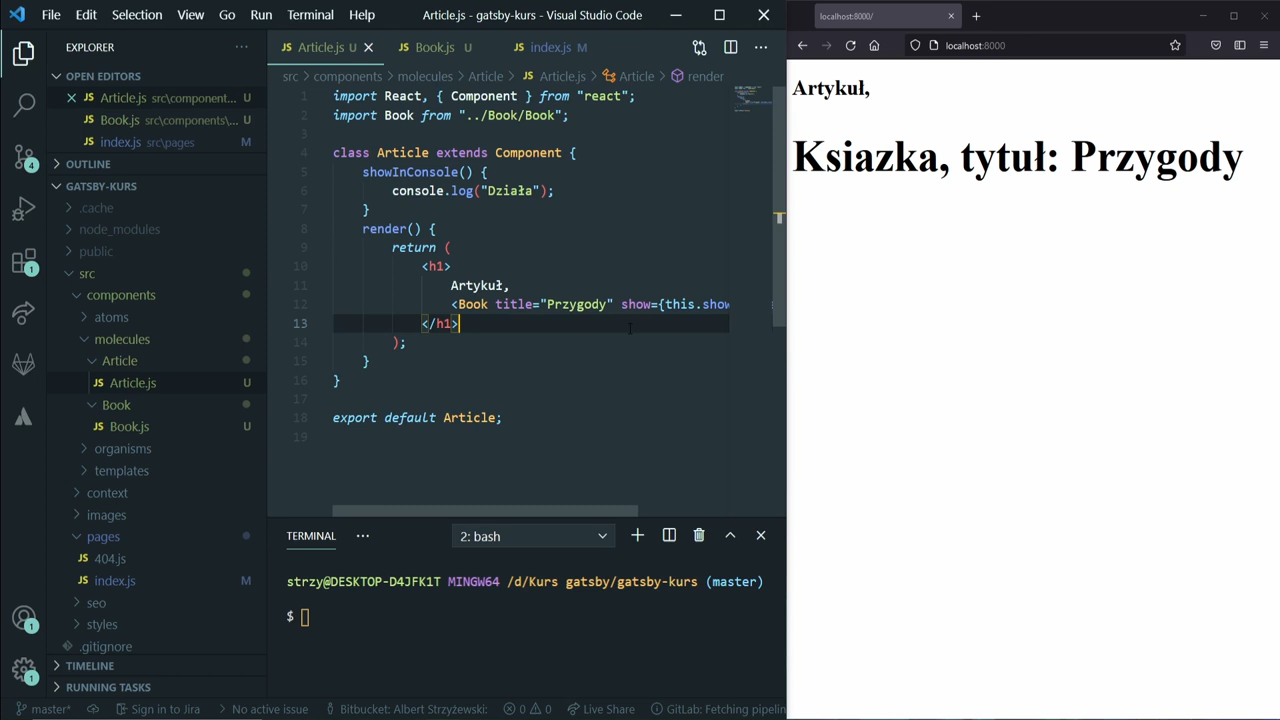 File Edit Selection View Go Run Terminal Help Article.js - gatsby-kurs - Visual Studio Code
localhost:8000/
localhost:8000
EXPLORER
OPEN EDITORS
Article.js src\component... U
Book.js src\components\... U
index.js src\pages M
OUTLINE
GATSBY-KURS
.cache
node_modules
public
src
components
atoms
molecules
Article
Article.js U
Book
Book.js U
organisms
templates
context
images
pages
404.js
index.js M
seo
styles
.gitignore
TIMELINE
RUNNING TASKS
4
1
1
1
Article.js U Book.js U index.js M
src > components > molecules > Article > Article.js > Article > render
1 import React, { Component } from "react";
2 import Book from "../Book/Book";
3
4 class Article extends Component {
5 showInConsole() {
6 console.log("Działa");
7 }
8 render() {
9 return (
10 <h1>
11 Artykuł,
12 <Book title="Przygody" show={this.show
13 </h1>
14 );
15 }
16 }
17
18 export default Article;
19
TERMINAL
2: bash
strzy@DESKTOP-D4JFK1T MINGW64 /d/Kurs gatsby/gatsby-kurs (master)
$
master* Sign in to Jira No active issue Bitbucket: Albert Strzyżewski: 0 0 Live Share GitLab: Fetching pipelin
Artykuł,
Ksiazka, tytuł: Przygody